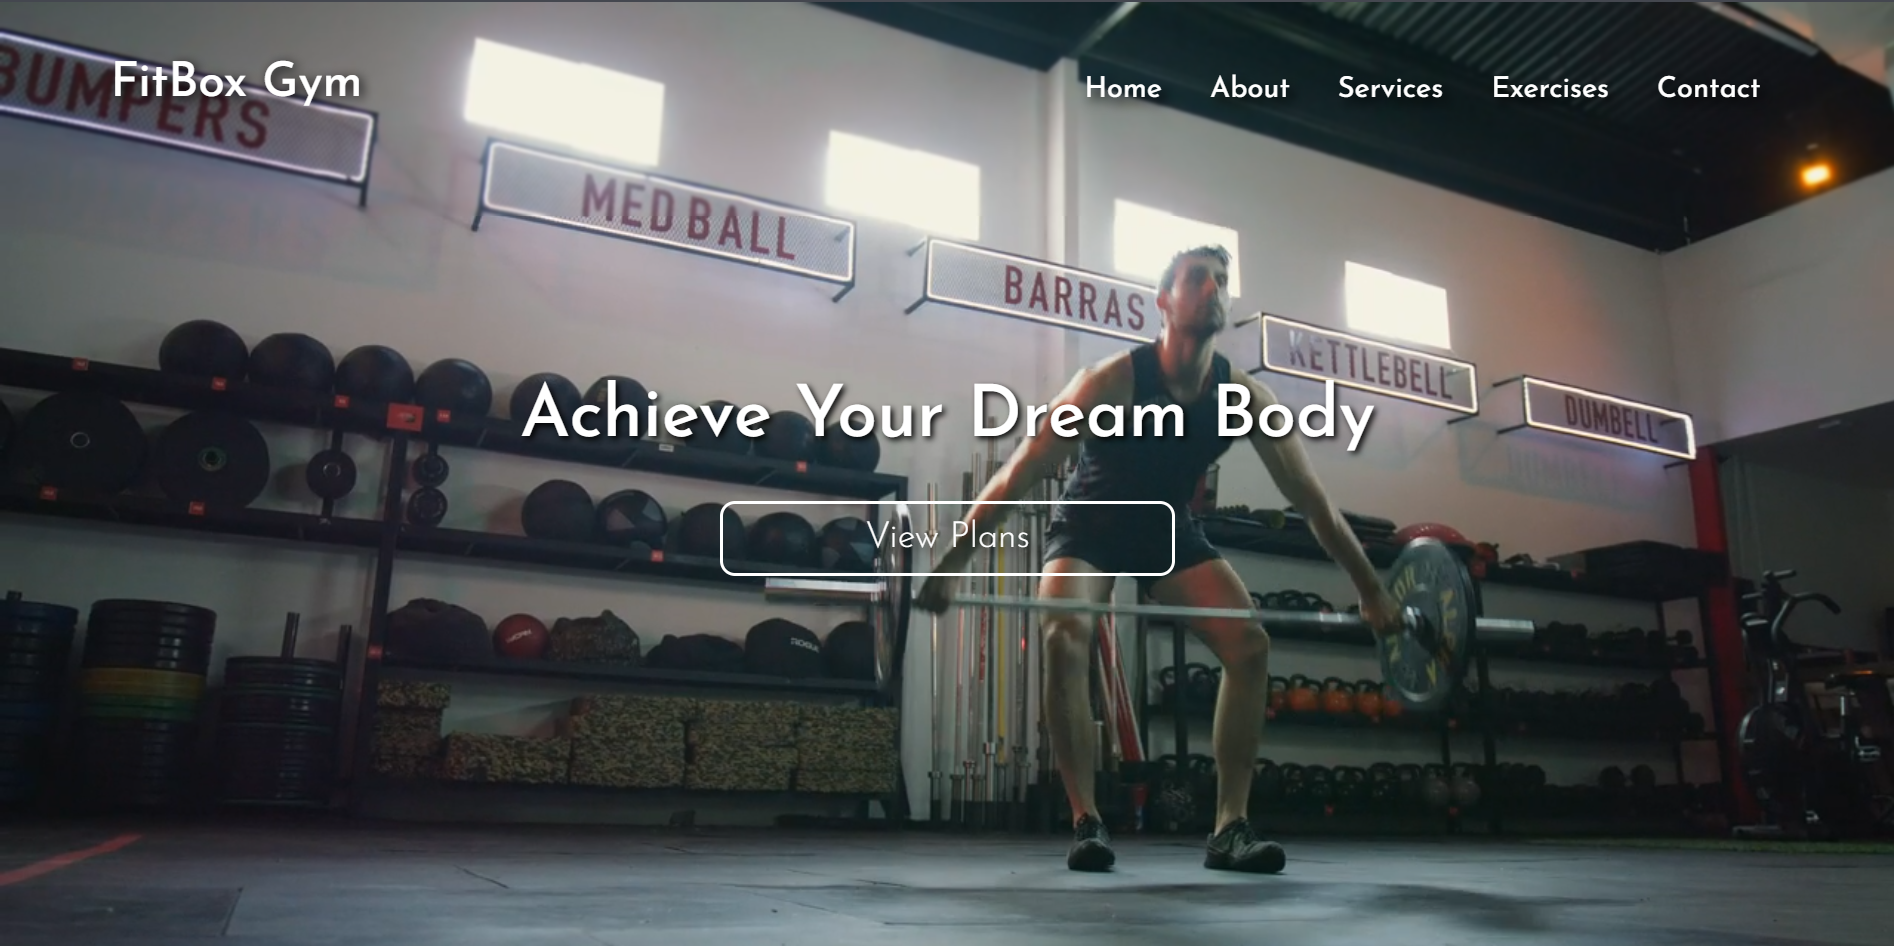 FitBox Gym
Home About Services Exercises Contact
BUMPERS
MED BALL
BARRAS
KETTLEBELL
DUMBELL
Achieve Your Dream Body
View Plans